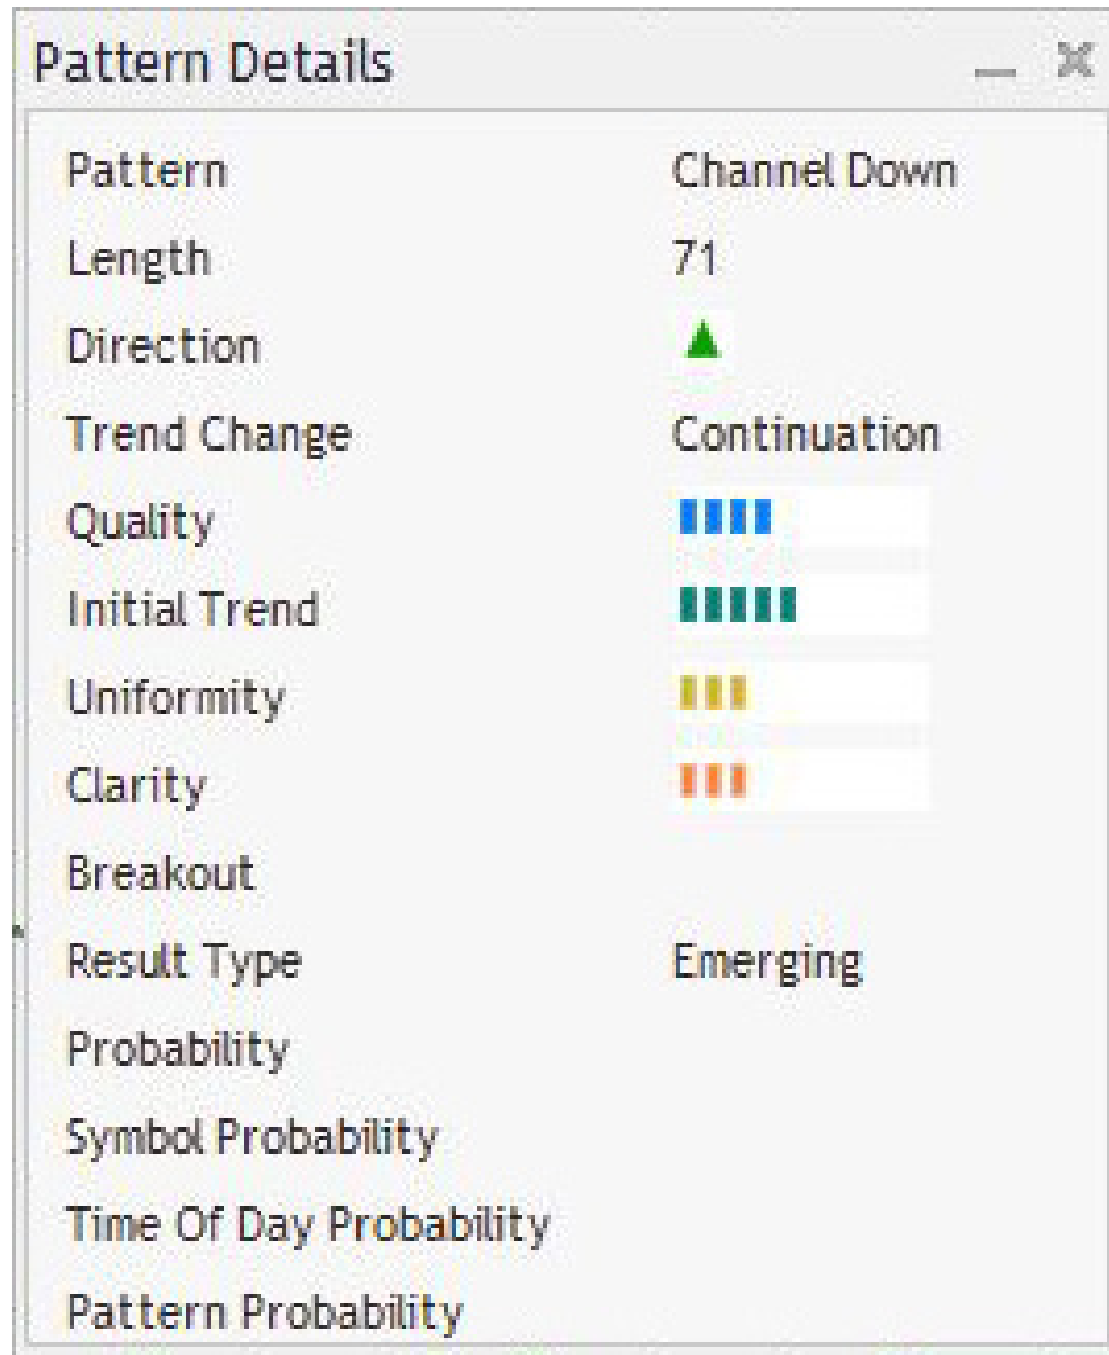 Pattern Details
Pattern Channel Down
Length 71
Direction
Trend Change Continuation
Quality
Initial Trend
Uniformity
Clarity
Breakout
Result Type Emerging
Probability
Symbol Probability
Time Of Day Probability
Pattern Probability